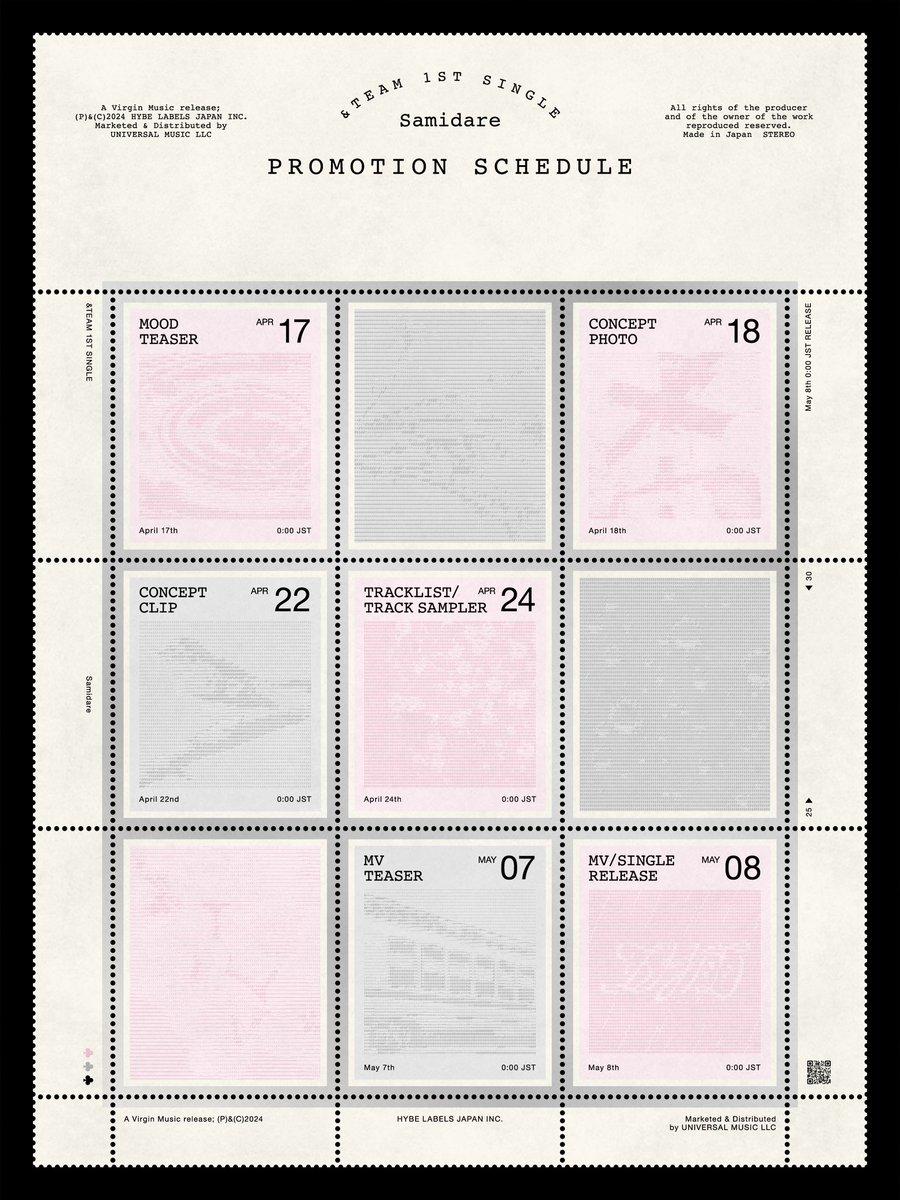 &TEAM 1ST SINGLE
Samidare
PROMOTION SCHEDULE
A Virgin Music release;
(P)&(C)2024 HYBE LABELS JAPAN INC.
Marketed & Distributed by
UNIVERSAL MUSIC LLC
All rights of the producer
and of the owner of the work
reproduced reserved.
Made in Japan STEREO
&TEAM 1ST SINGLE
MOOD
TEASER
APR 17
April 17th 0:00 JST
CONCEPT
PHOTO
APR 18
April 18th 0:00 JST
May 8th 0:00 JST RELEASE
Samidare
CONCEPT
CLIP
APR 22
April 22nd 0:00 JST
TRACKLIST/
TRACK SAMPLER
APR 24
April 24th 0:00 JST
◀ 30
25 ▶
MV
TEASER
MAY 07
May 7th 0:00 JST
MV/SINGLE
RELEASE
MAY 08
May 8th 0:00 JST
A Virgin Music release; (P)&(C)2024
HYBE LABELS JAPAN INC.
Marketed & Distributed
by UNIVERSAL MUSIC LLC